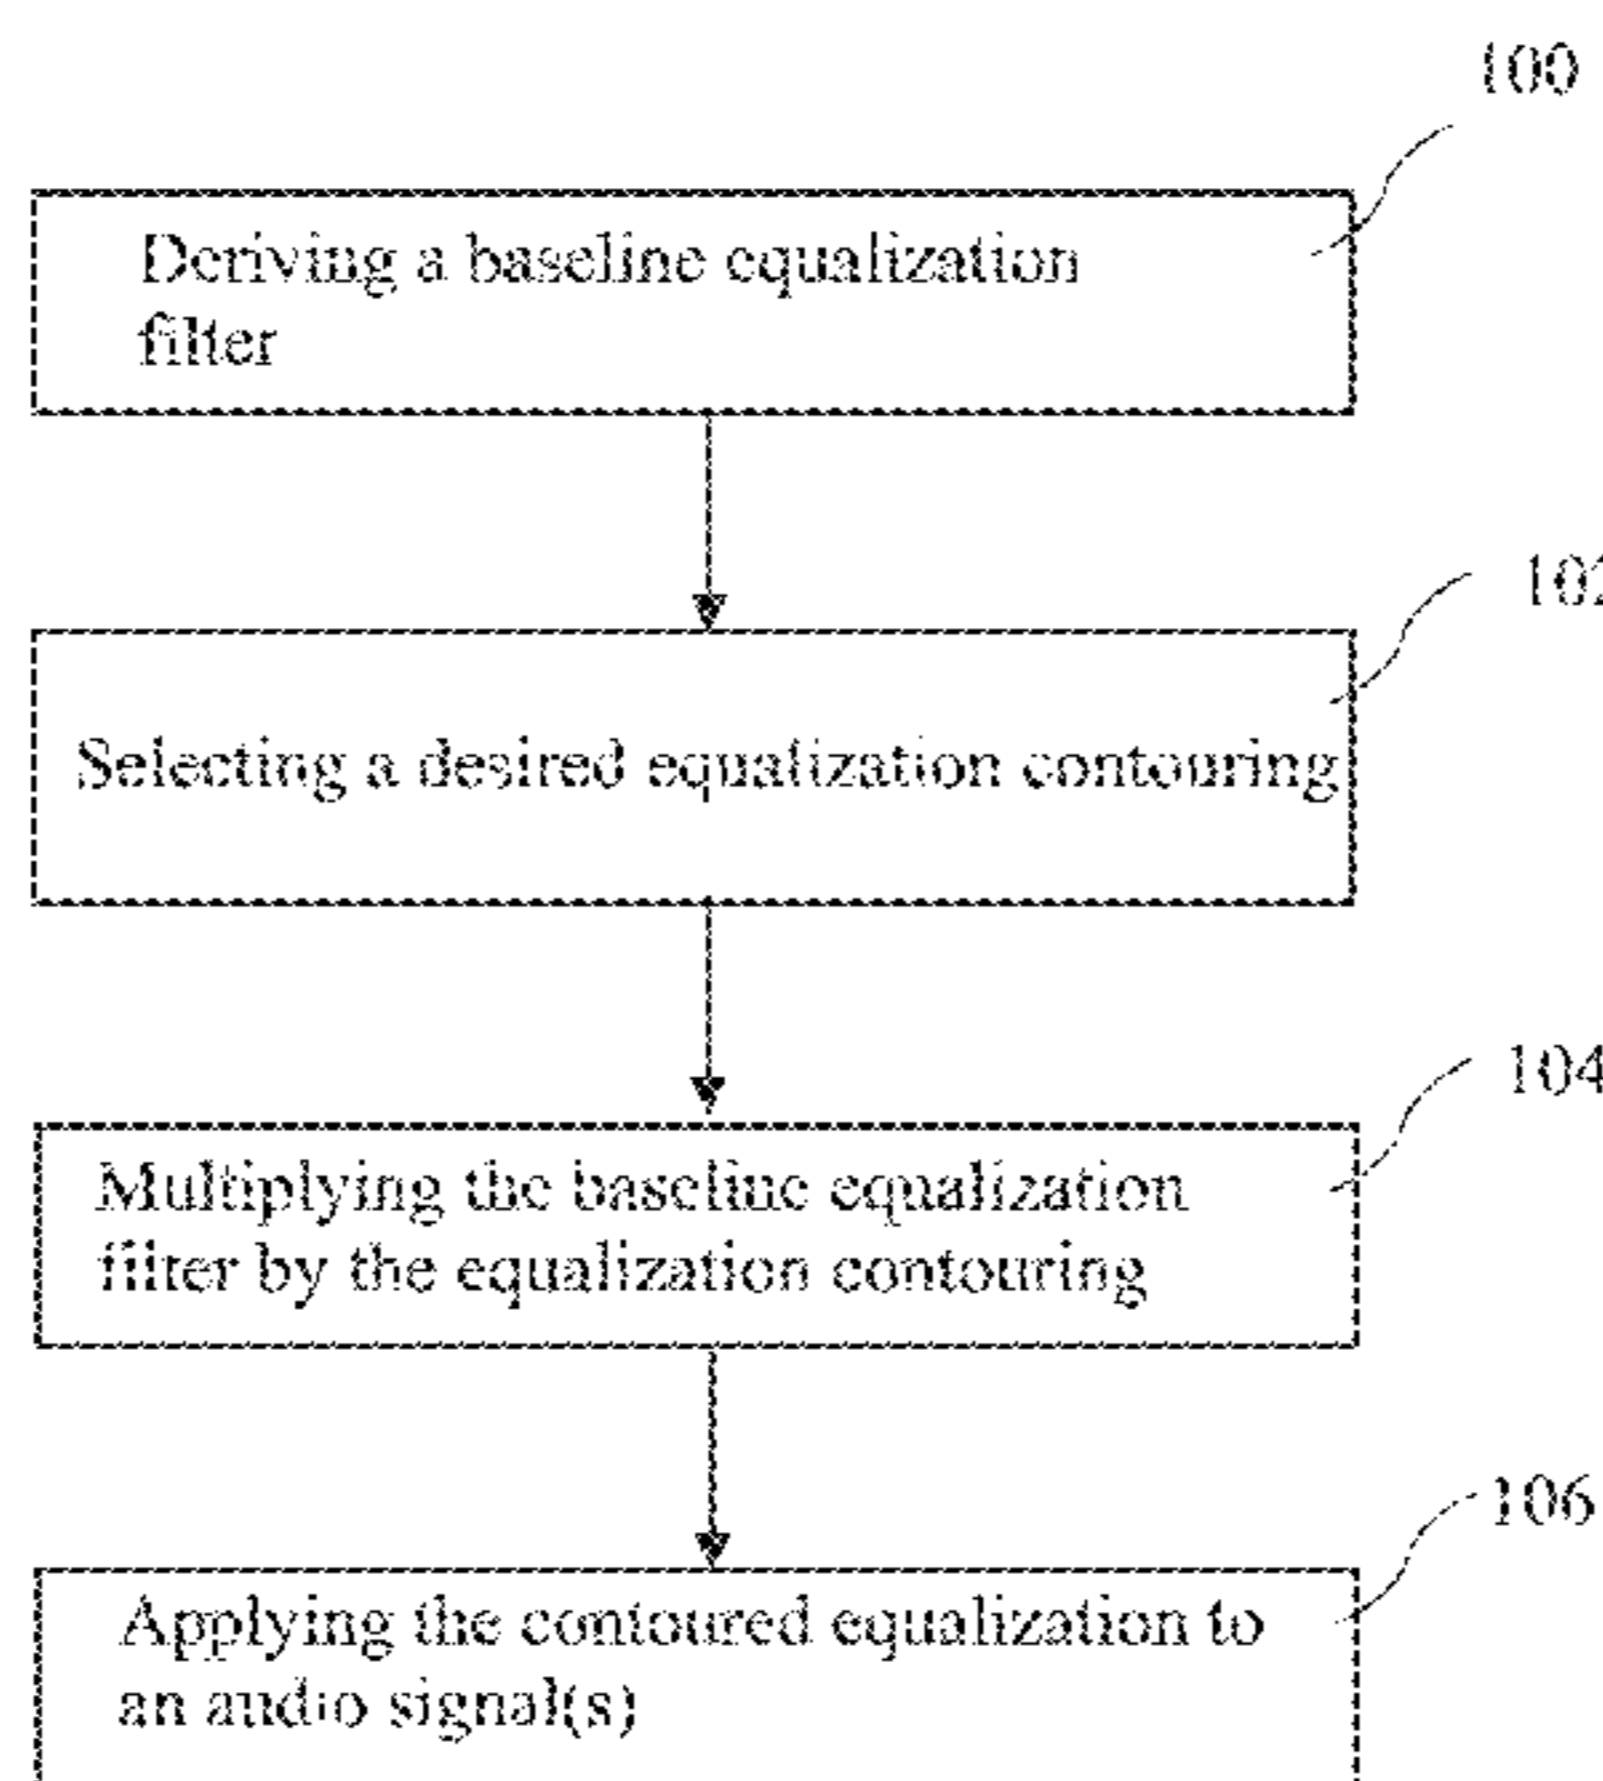 100
Deriving a baseline equalization
filter
102
Selecting a desired equalization contouring
104
Multiplying the baseline equalization
filter by the equalization contouring
106
Applying the contoured equalization to
an audio signal(s)